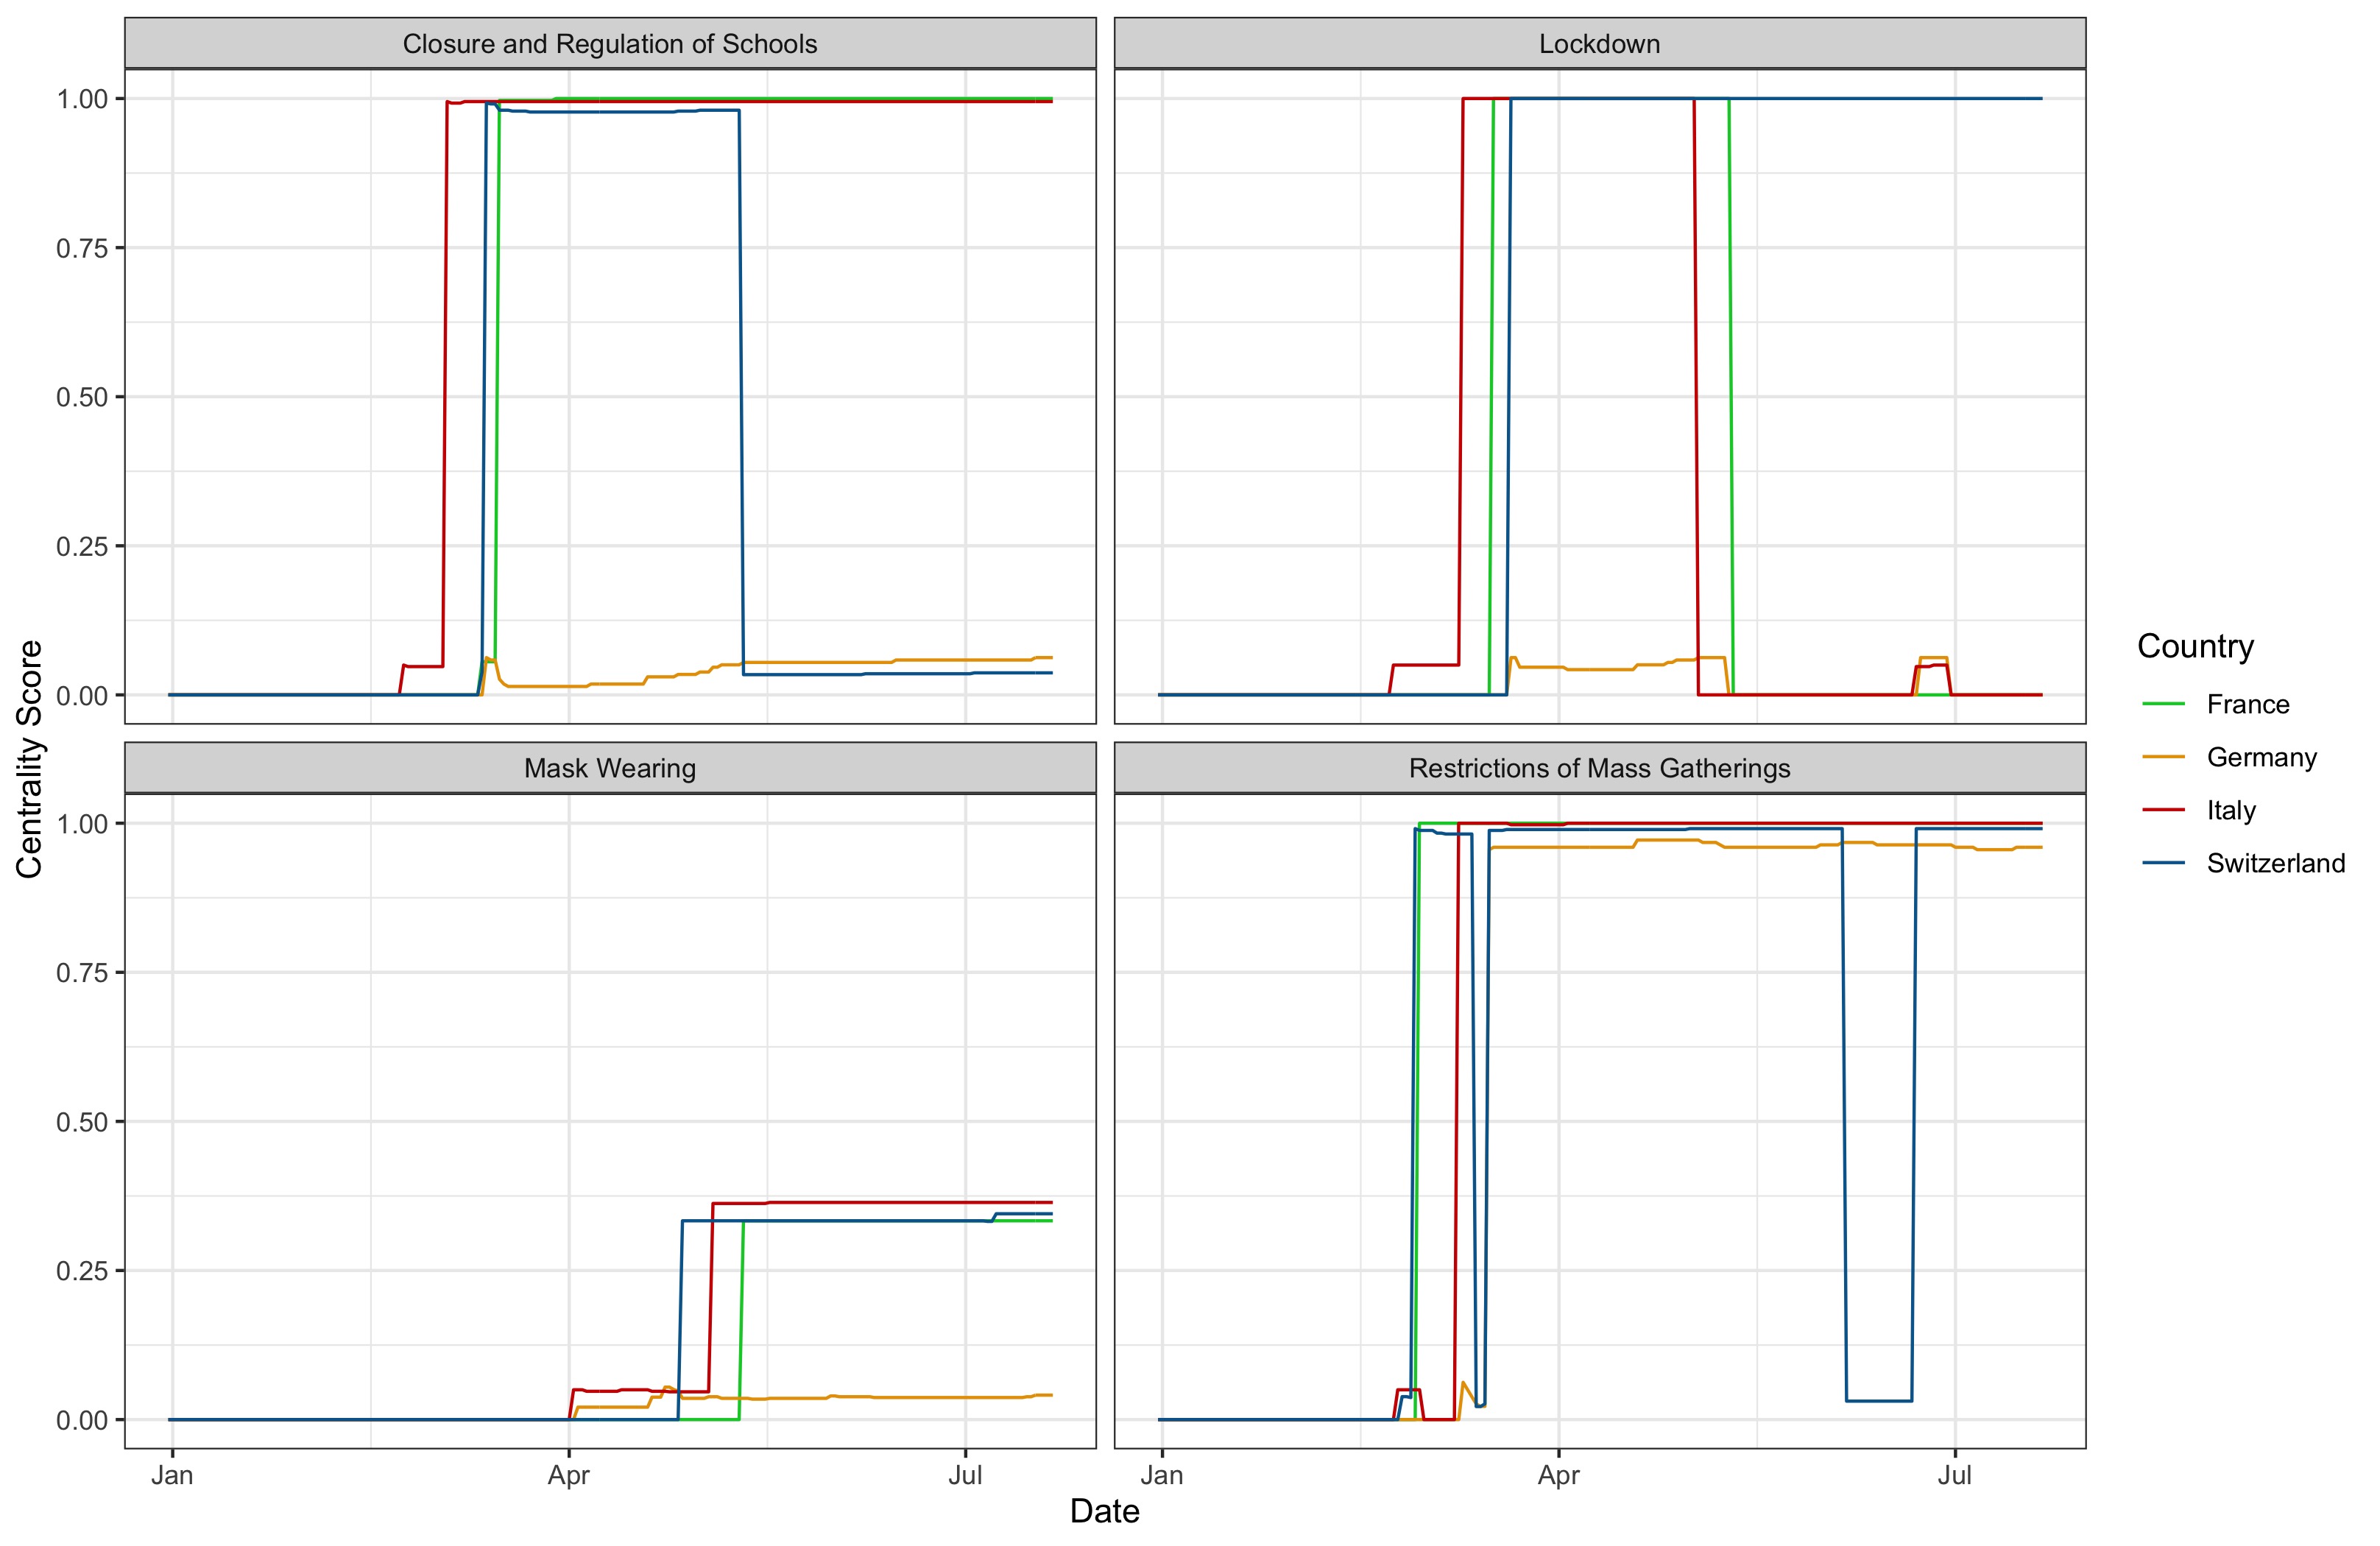 Closure and Regulation of Schools
Lockdown
1.00
0.75
0.50
0.25
0.00
Mask Wearing
Restrictions of Mass Gatherings
1.00
0.75
0.50
0.25
0.00
Centrality Score
Jan
Apr
Jul
Jan
Apr
Jul
Date
Country
France
Germany
Italy
Switzerland